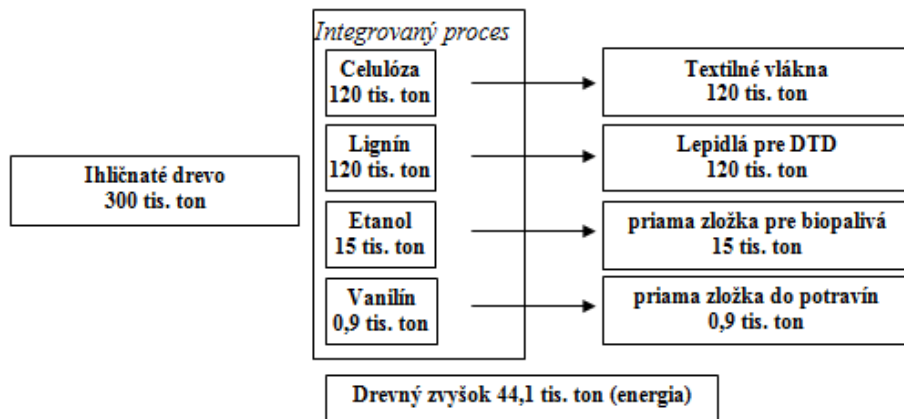 Integrovaný proces
Celulóza
120 tis. ton
Textilné vlákna
120 tis. ton
Lignín
120 tis. ton
Lepidlá pre DTD
120 tis. ton
Ihličnaté drevo
300 tis. ton
Etanol
15 tis. ton
priama zložka pre biopalivá
15 tis. ton
Vanilín
0,9 tis. ton
priama zložka do potravín
0,9 tis. ton
Drevný zvyšok 44,1 tis. ton (energia)